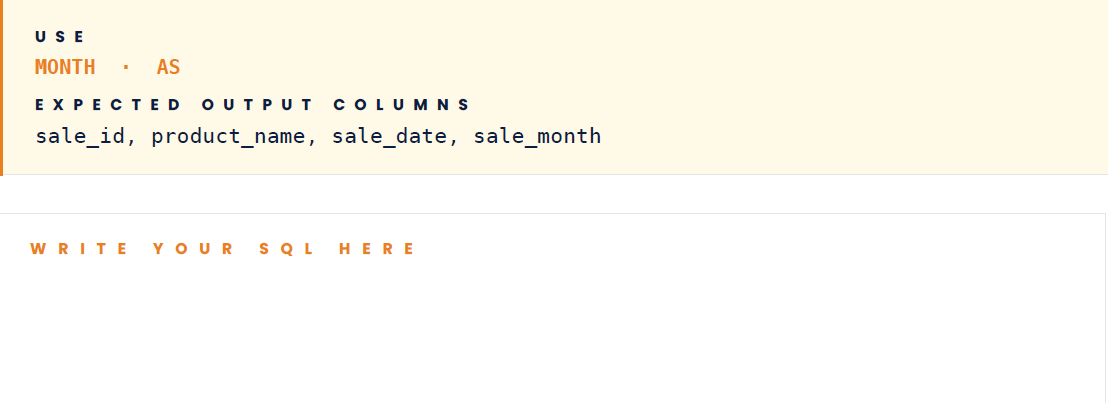 USE
MONTH · AS
EXPECTED OUTPUT COLUMNS
sale_id, product_name, sale_date, sale_month
WRITE YOUR SQL HERE